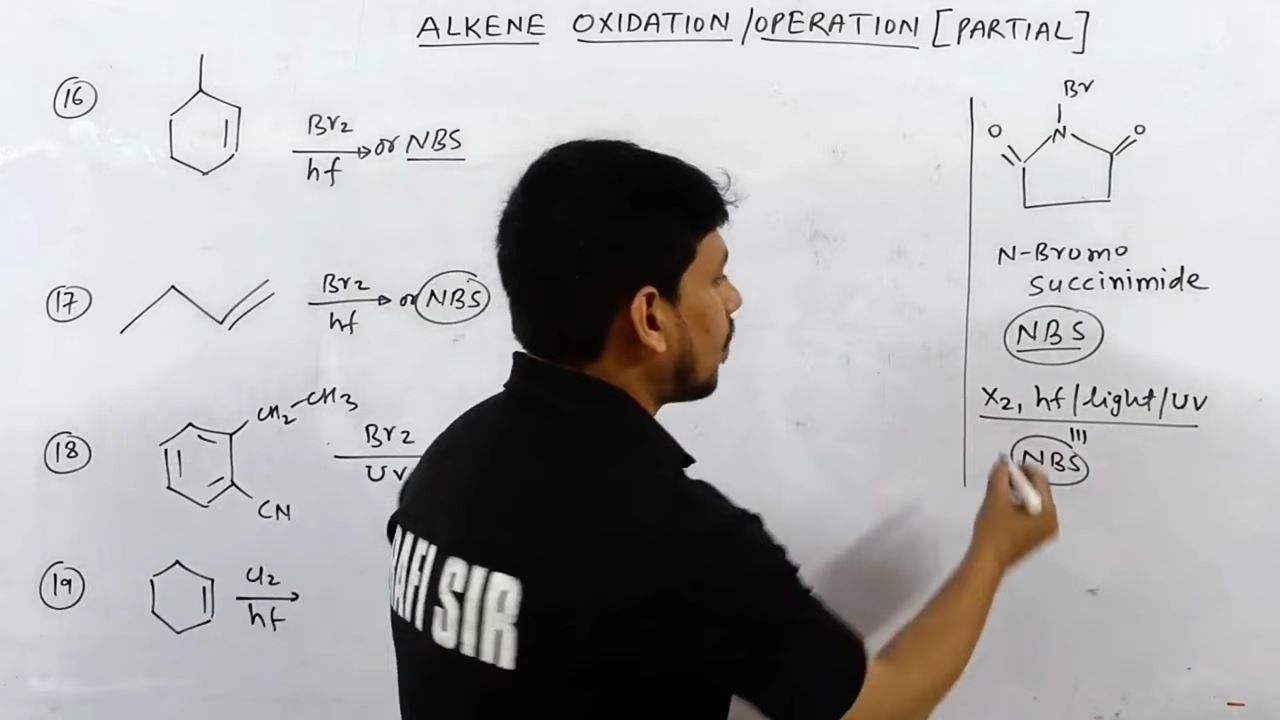 ALKENE OXIDATION/OPERATION [PARTIAL]
16
Br2
hf
or NBS
17
Br2
hf
or NBS
18
CH2-CH3
CN
Br2
UV
19
Cl2
hf
Br
N
O
O
N-Bromo
succinimide
NBS
X2, hf/light/UV
NBS
RAFI SIR